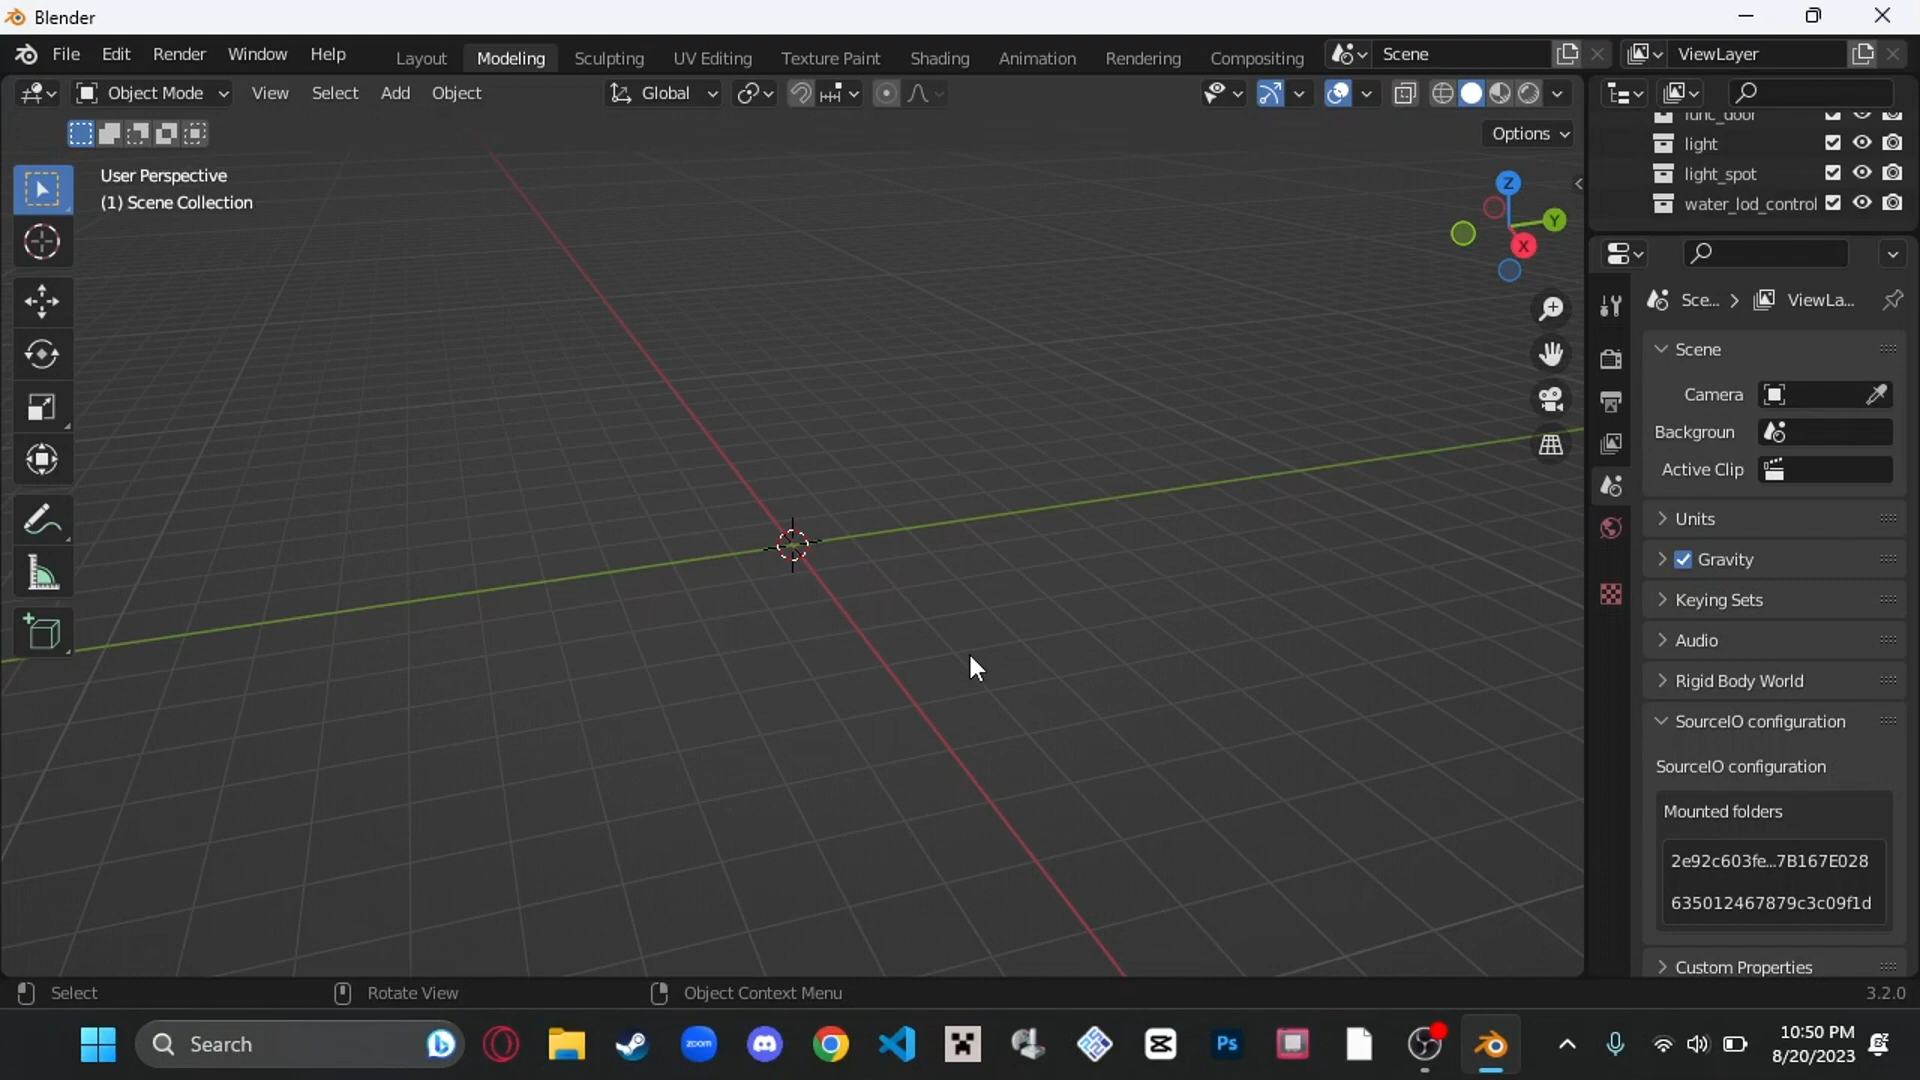 Blender
File Edit Render Window Help Layout Modeling Sculpting UV Editing Texture Paint Shading Animation Rendering Compositing Scene ViewLayer
Object Mode View Select Add Object Global
Options
User Perspective
(1) Scene Collection
Z
Y
X
func_door
light
light_spot
water_lod_control
Sce... ViewLa...
Scene
Camera
Backgroun
Active Clip
Units
Gravity
Keying Sets
Audio
Rigid Body World
SourceIO configuration
SourceIO configuration
Mounted folders
2e92c603fe...7B167E028
635012467879c3c09f1d
Custom Properties
Select Rotate View Object Context Menu 3.2.0
Search zoom Ps 10:50 PM
8/20/2023